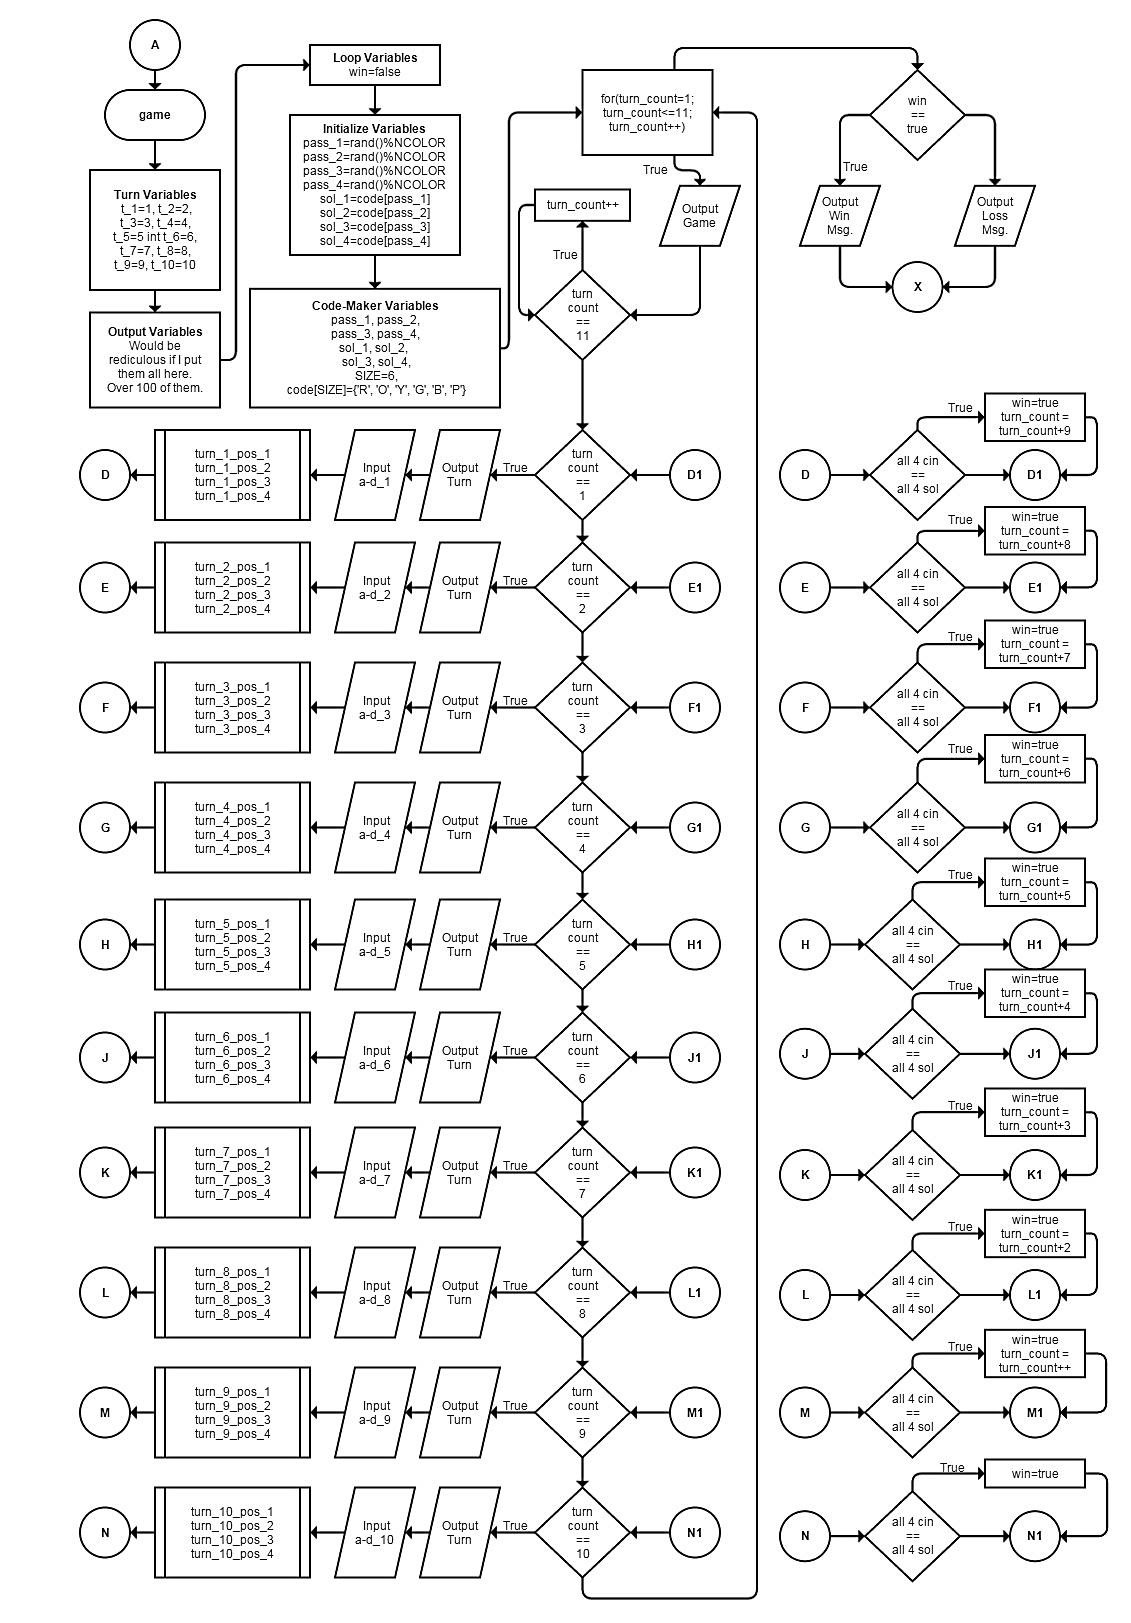 A
game
Turn Variables
t_1=1, t_2=2,
t_3=3, t_4=4,
t_5=5 int t_6=6,
t_7=7, t_8=8,
t_9=9, t_10=10
Output Variables
Would be
rediculous if I put
them all here.
Over 100 of them.
Loop Variables
win=false
Initialize Variables
pass_1=rand()%NCOLOR
pass_2=rand()%NCOLOR
pass_3=rand()%NCOLOR
pass_4=rand()%NCOLOR
sol_1=code[pass_1]
sol_2=code[pass_2]
sol_3=code[pass_3]
sol_4=code[pass_4]
Code-Maker Variables
pass_1, pass_2,
pass_3, pass_4,
sol_1, sol_2,
sol_3, sol_4,
SIZE=6,
code[SIZE]={'R', 'O', 'Y', 'G', 'B', 'P'}
for(turn_count=1;
turn_count<=11;
turn_count++)
True
Output
Game
turn_count++
True
turn
count
==
11
win
==
true
True
Output
Win
Msg.
Output
Loss
Msg.
X
D
turn_1_pos_1
turn_1_pos_2
turn_1_pos_3
turn_1_pos_4
Input
a-d_1
Output
Turn
True
turn
count
==
1
D1
E
turn_2_pos_1
turn_2_pos_2
turn_2_pos_3
turn_2_pos_4
Input
a-d_2
Output
Turn
True
turn
count
==
2
E1
F
turn_3_pos_1
turn_3_pos_2
turn_3_pos_3
turn_3_pos_4
Input
a-d_3
Output
Turn
True
turn
count
==
3
F1
G
turn_4_pos_1
turn_4_pos_2
turn_4_pos_3
turn_4_pos_4
Input
a-d_4
Output
Turn
True
turn
count
==
4
G1
H
turn_5_pos_1
turn_5_pos_2
turn_5_pos_3
turn_5_pos_4
Input
a-d_5
Output
Turn
True
turn
count
==
5
H1
J
turn_6_pos_1
turn_6_pos_2
turn_6_pos_3
turn_6_pos_4
Input
a-d_6
Output
Turn
True
turn
count
==
6
J1
K
turn_7_pos_1
turn_7_pos_2
turn_7_pos_3
turn_7_pos_4
Input
a-d_7
Output
Turn
True
turn
count
==
7
K1
L
turn_8_pos_1
turn_8_pos_2
turn_8_pos_3
turn_8_pos_4
Input
a-d_8
Output
Turn
True
turn
count
==
8
L1
M
turn_9_pos_1
turn_9_pos_2
turn_9_pos_3
turn_9_pos_4
Input
a-d_9
Output
Turn
True
turn
count
==
9
M1
N
turn_10_pos_1
turn_10_pos_2
turn_10_pos_3
turn_10_pos_4
Input
a-d_10
Output
Turn
True
turn
count
==
10
N1
D
all 4 cin
==
all 4 sol
True
win=true
turn_count =
turn_count+9
D1
E
all 4 cin
==
all 4 sol
True
win=true
turn_count =
turn_count+8
E1
F
all 4 cin
==
all 4 sol
True
win=true
turn_count =
turn_count+7
F1
G
all 4 cin
==
all 4 sol
True
win=true
turn_count =
turn_count+6
G1
H
all 4 cin
==
all 4 sol
True
win=true
turn_count =
turn_count+5
H1
J
all 4 cin
==
all 4 sol
True
win=true
turn_count =
turn_count+4
J1
K
all 4 cin
==
all 4 sol
True
win=true
turn_count =
turn_count+3
K1
L
all 4 cin
==
all 4 sol
True
win=true
turn_count =
turn_count+2
L1
M
all 4 cin
==
all 4 sol
True
win=true
turn_count =
turn_count++
M1
N
all 4 cin
==
all 4 sol
True
win=true
N1